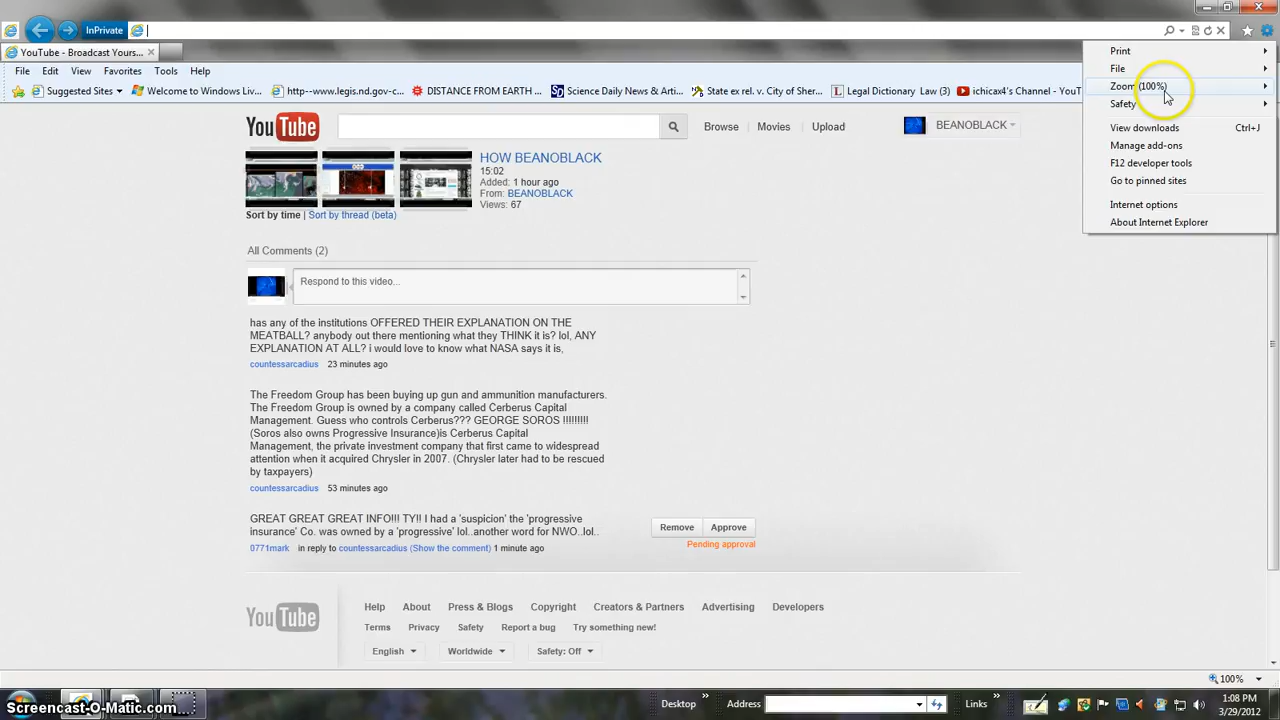 InPrivate
YouTube - Broadcast Yours...
File Edit View Favorites Tools Help
Suggested Sites Welcome to Windows Liv... http--www.legis.nd.gov-c... DISTANCE FROM EARTH ... Science Daily News & Artic... State ex rel v. City of Sher... Legal Dictionary Law (3) ichicax4's Channel - YouT
Print
File
Zoom (100%)
Safety
View downloads Ctrl+J
Manage add-ons
F12 developer tools
Go to pinned sites
Internet options
About Internet Explorer
YouTube Browse Movies Upload BEANOBLACK
HOW BEANOBLACK
15:02
Added: 1 hour ago
From: BEANOBLACK
Views: 67
Sort by time | Sort by thread (beta)
All Comments (2)
Respond to this video...
has any of the institutions OFFERED THEIR EXPLANATION ON THE
MEATBALL? anybody out there mentioning what they THINK it is? lol, ANY
EXPLANATION AT ALL? i would love to know what NASA says it is,
countessarcadius 23 minutes ago
The Freedom Group has been buying up gun and ammunition manufacturers.
The Freedom Group is owned by a company called Cerberus Capital
Management. Guess who controls Cerberus??? GEORGE SOROS !!!!!!!!!
(Soros also owns Progressive Insurance)is Cerberus Capital
Management, the private investment company that first came to widespread
attention when it acquired Chrysler in 2007. (Chrysler later had to be rescued
by taxpayers)
countessarcadius 53 minutes ago
GREAT GREAT GREAT INFO!!! TY!! I had a 'suspicion' the 'progressive
insurance' Co. was owned by a 'progressive' lol..another word for NWO..lol..
0771mark in reply to countessarcadius (Show the comment) 1 minute ago
Remove Approve
Pending approval
YouTube Help About Press & Blogs Copyright Creators & Partners Advertising Developers
Terms Privacy Safety Report a bug Try something new!
English Worldwide Safety: Off
100%
Desktop » Address Links » 1:08 PM
3/29/2012
Screencast-O-Matic.com